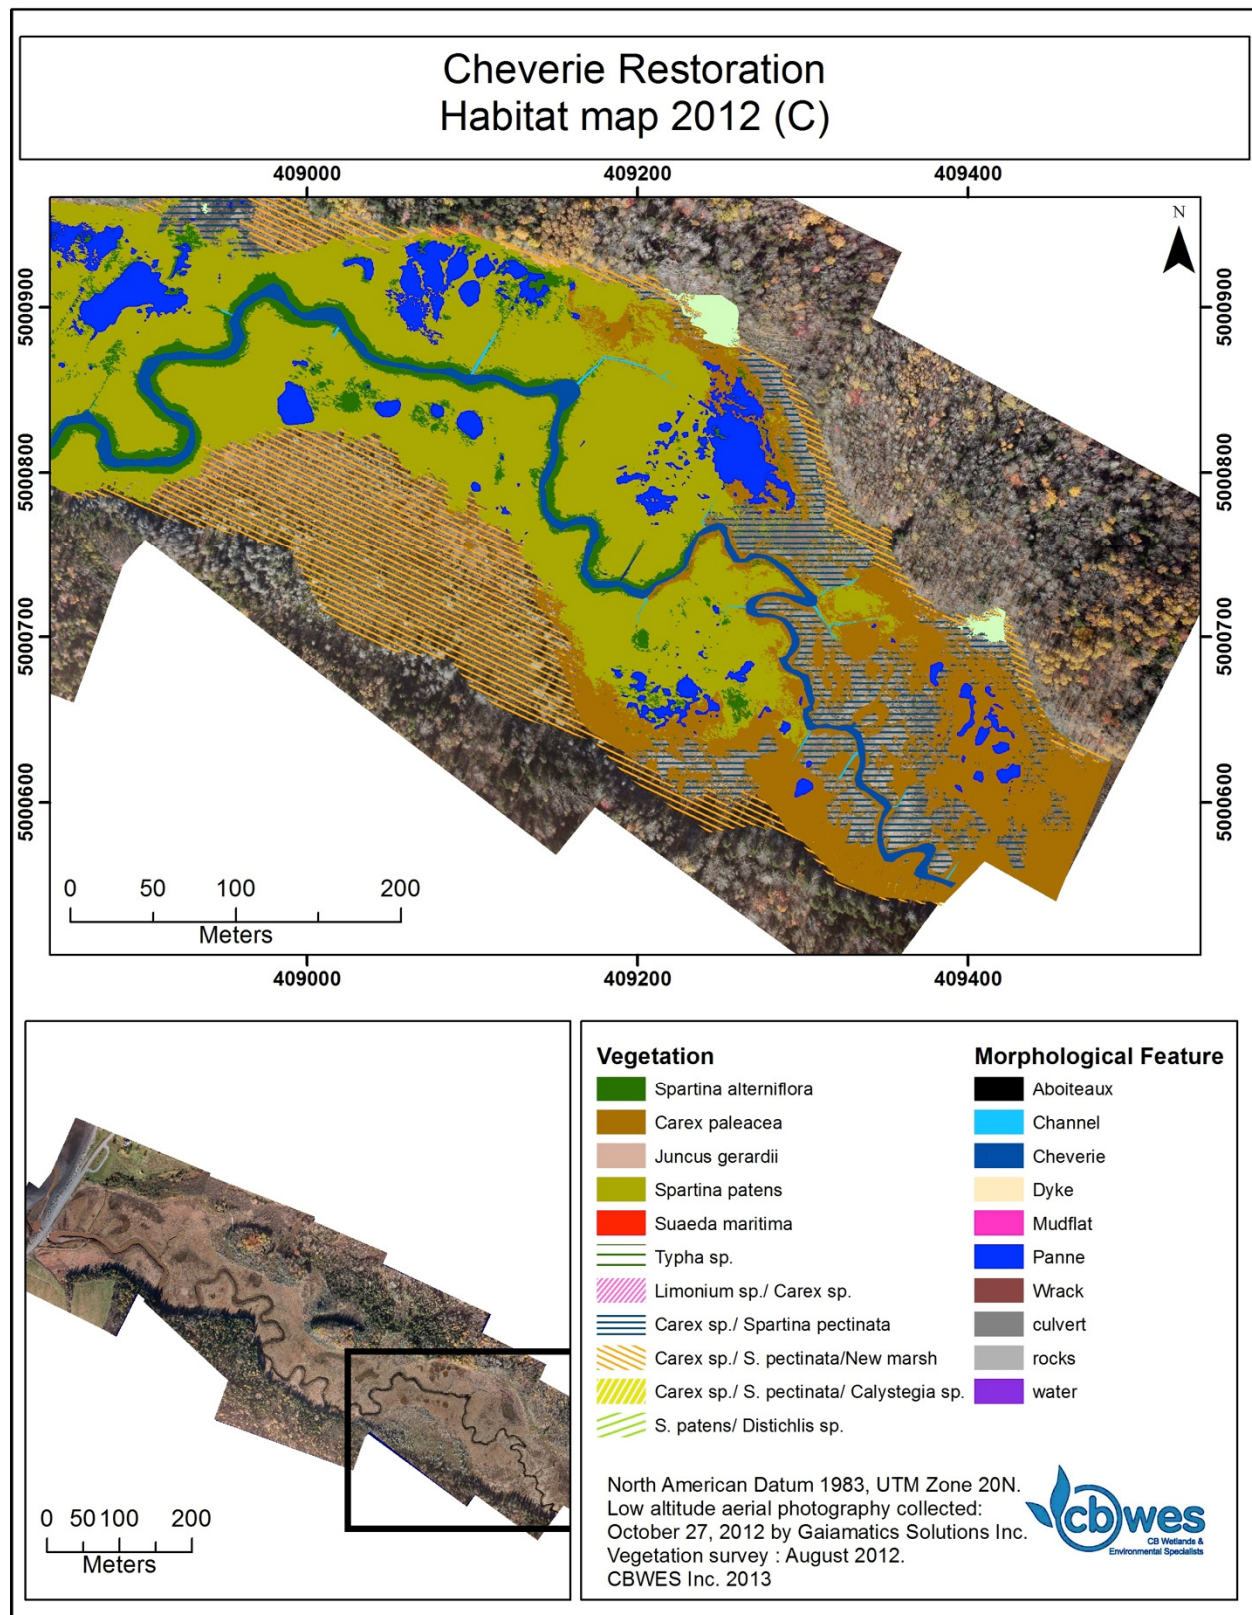 Cheverie Restoration
Habitat map 2012 (C)
409000 409200 409400
N
5000900 5000900
5000800 5000800
5000700 5000700
5000600 5000600
0 50 100 200
Meters
409000 409200 409400
Vegetation
Spartina alterniflora
Carex paleacea
Juncus gerardii
Spartina patens
Suaeda maritima
Typha sp.
Limonium sp./ Carex sp.
Carex sp./ Spartina pectinata
Carex sp./ S. pectinata/New marsh
Carex sp./ S. pectinata/ Calystegia sp.
S. patens/ Distichlis sp.
Morphological Feature
Aboiteaux
Channel
Cheverie
Dyke
Mudflat
Panne
Wrack
culvert
rocks
water
0 50 100 200
Meters
North American Datum 1983, UTM Zone 20N.
Low altitude aerial photography collected:
October 27, 2012 by Gaiamatics Solutions Inc.
Vegetation survey : August 2012.
CBWES Inc. 2013
cbwes
CB Wetlands &
Environmental Specialists